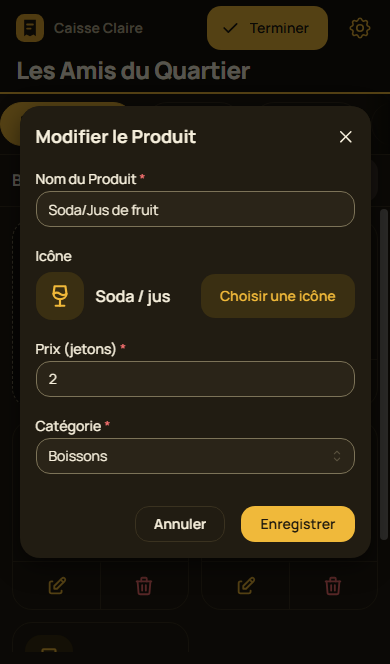 Caisse Claire
Terminer
Les Amis du Quartier
Modifier le Produit
Nom du Produit *
Soda/Jus de fruit
Icône
Soda / jus
Choisir une icône
Prix (jetons) *
2
Catégorie *
Boissons
Annuler
Enregistrer